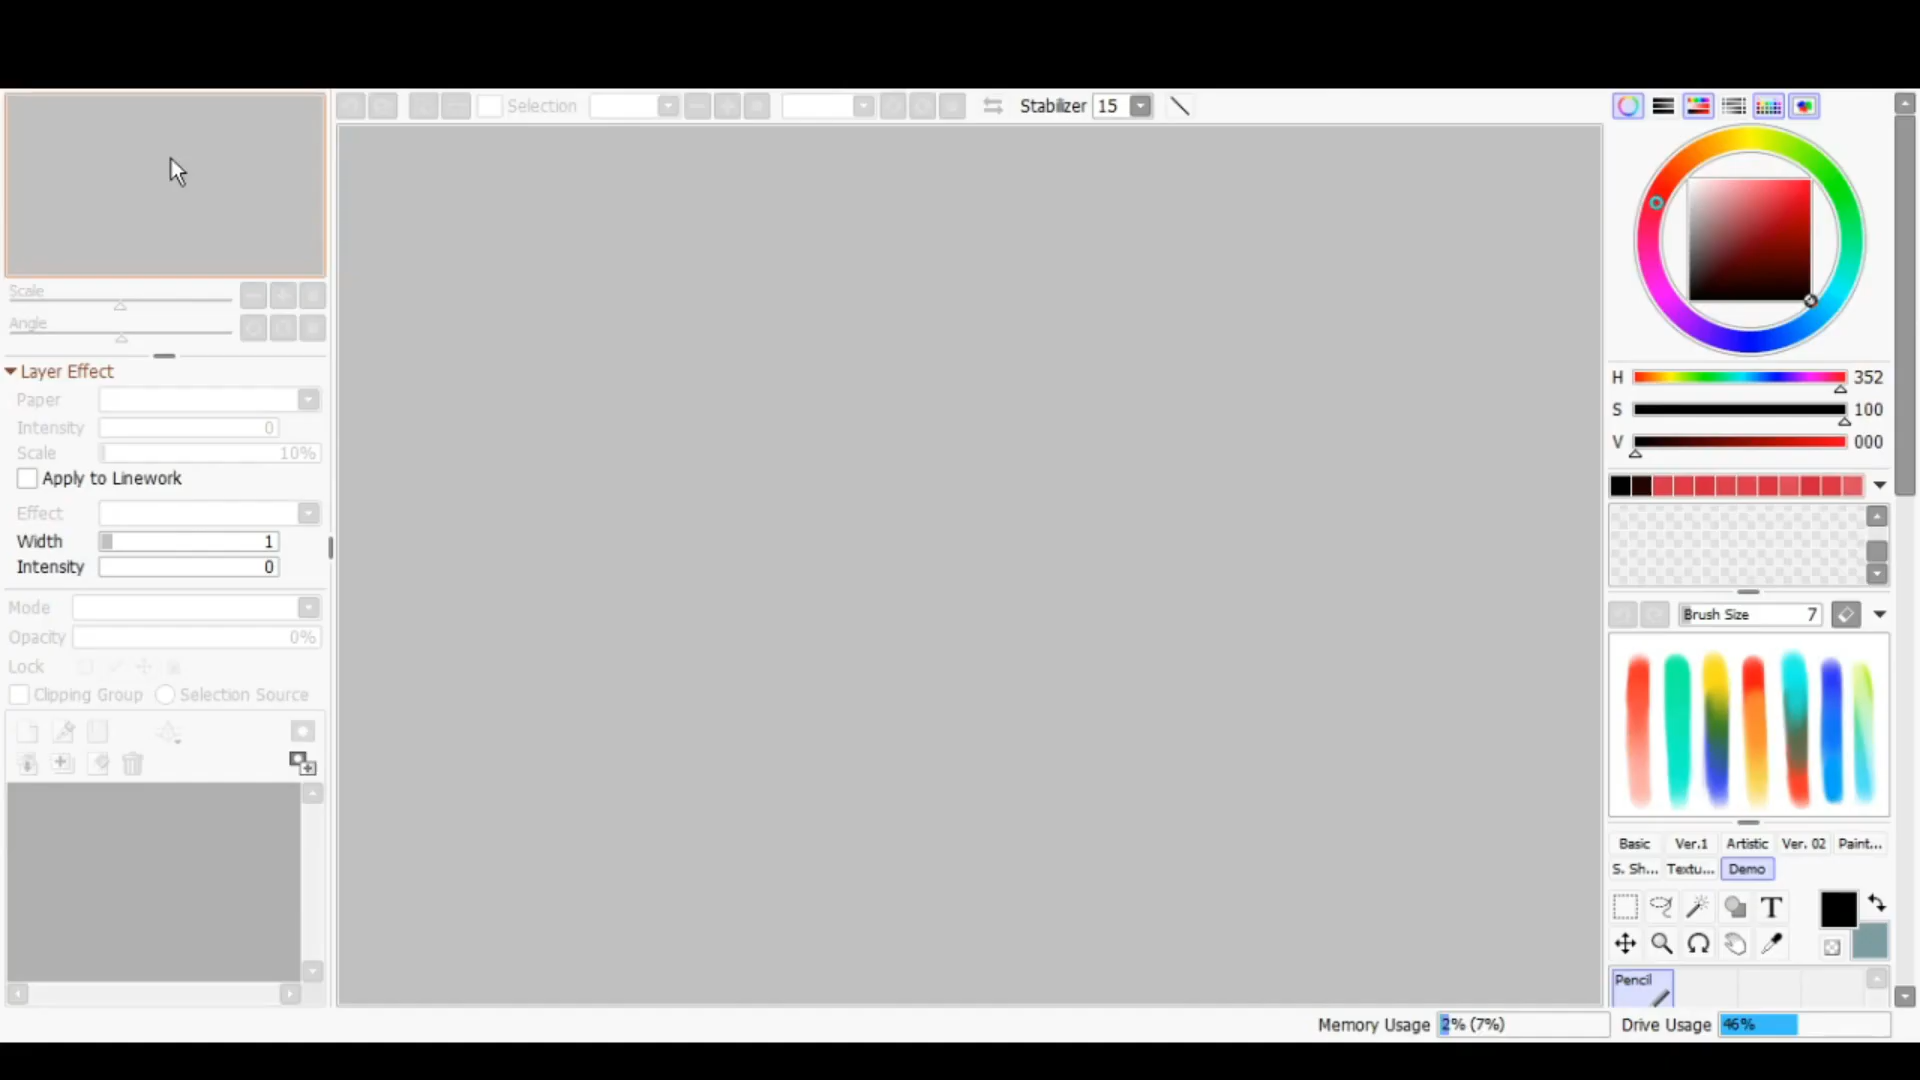 Selection
Stabilizer 15
Scale
Angle
Layer Effect
Paper
Intensity 0
Scale 10%
Apply to Linework
Effect
Width 1
Intensity 0
Mode
Opacity 0%
Lock
Clipping Group Selection Source
H 352
S 100
V 000
Brush Size 7
Basic Ver.1 Artistic Ver. 02 Paint...
S. Sh... Textu... Demo
T
Pencil
Memory Usage 2% (7%) Drive Usage 46%